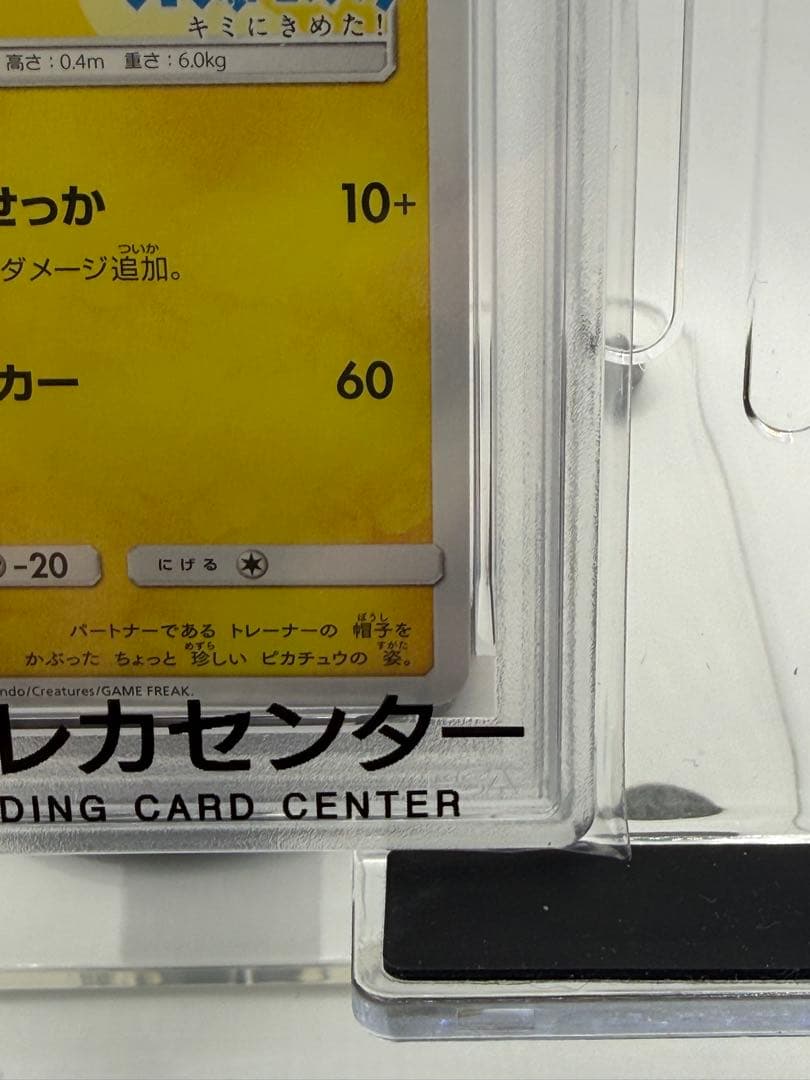 キミにきめた!
高さ：0.4m 重さ：6.0kg
せっか 10+
ついか
ダメージ追加。
カー 60
-20 にげる
ぼうし
パートナーである トレーナーの 帽子を
めずら すがた
かぶった ちょっと 珍しい ピカチュウの 姿。
ndo/Creatures/GAME FREAK.
レカセンター
DING CARD CENTER